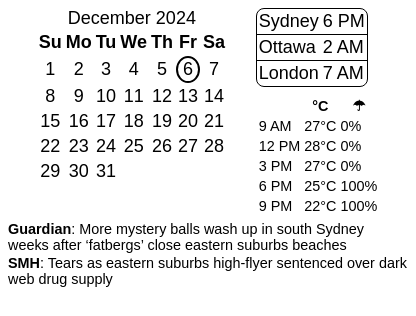 December 2024
Su Mo Tu We Th Fr Sa
1 2 3 4 5 6 7
8 9 10 11 12 13 14
15 16 17 18 19 20 21
22 23 24 25 26 27 28
29 30 31
Sydney 6 PM
Ottawa 2 AM
London 7 AM
°C ☂
9 AM 27°C 0%
12 PM 28°C 0%
3 PM 27°C 0%
6 PM 25°C 100%
9 PM 22°C 100%
Guardian: More mystery balls wash up in south Sydney
weeks after ‘fatbergs’ close eastern suburbs beaches
SMH: Tears as eastern suburbs high-flyer sentenced over dark
web drug supply